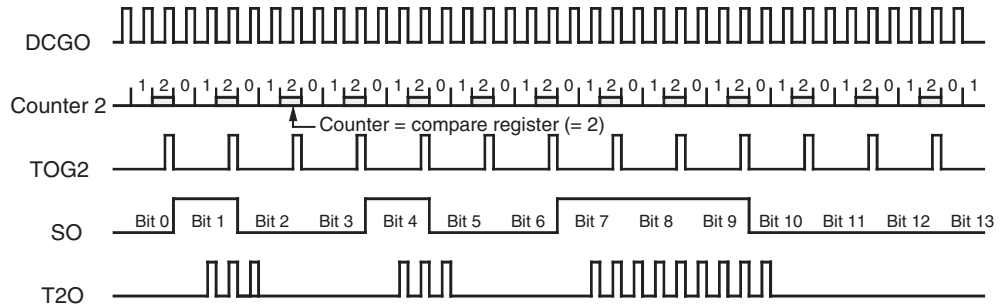 DCGO
Counter 2 1 2 0 1 2 0 1 2 0 1 2 0 1 2 0 1 2 0 1 2 0 1 2 0 1 2 0 1 2 0 1 2 0 1 2 0 1 2 0 1
Counter = compare register (= 2)
TOG2
SO Bit 0 Bit 1 Bit 2 Bit 3 Bit 4 Bit 5 Bit 6 Bit 7 Bit 8 Bit 9 Bit 10 Bit 11 Bit 12 Bit 13
T2O